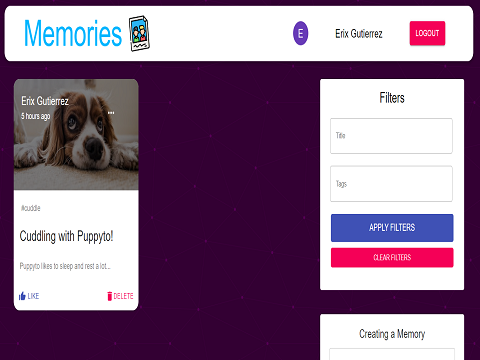 Memories
E
Erix Gutierrez
LOGOUT
Erix Gutierrez
5 hours ago
...
#cuddle
Cuddling with Puppyto!
Puppyto likes to sleep and rest a lot...
LIKE
DELETE
Filters
Title
Tags
APPLY FILTERS
CLEAR FILTERS
Creating a Memory